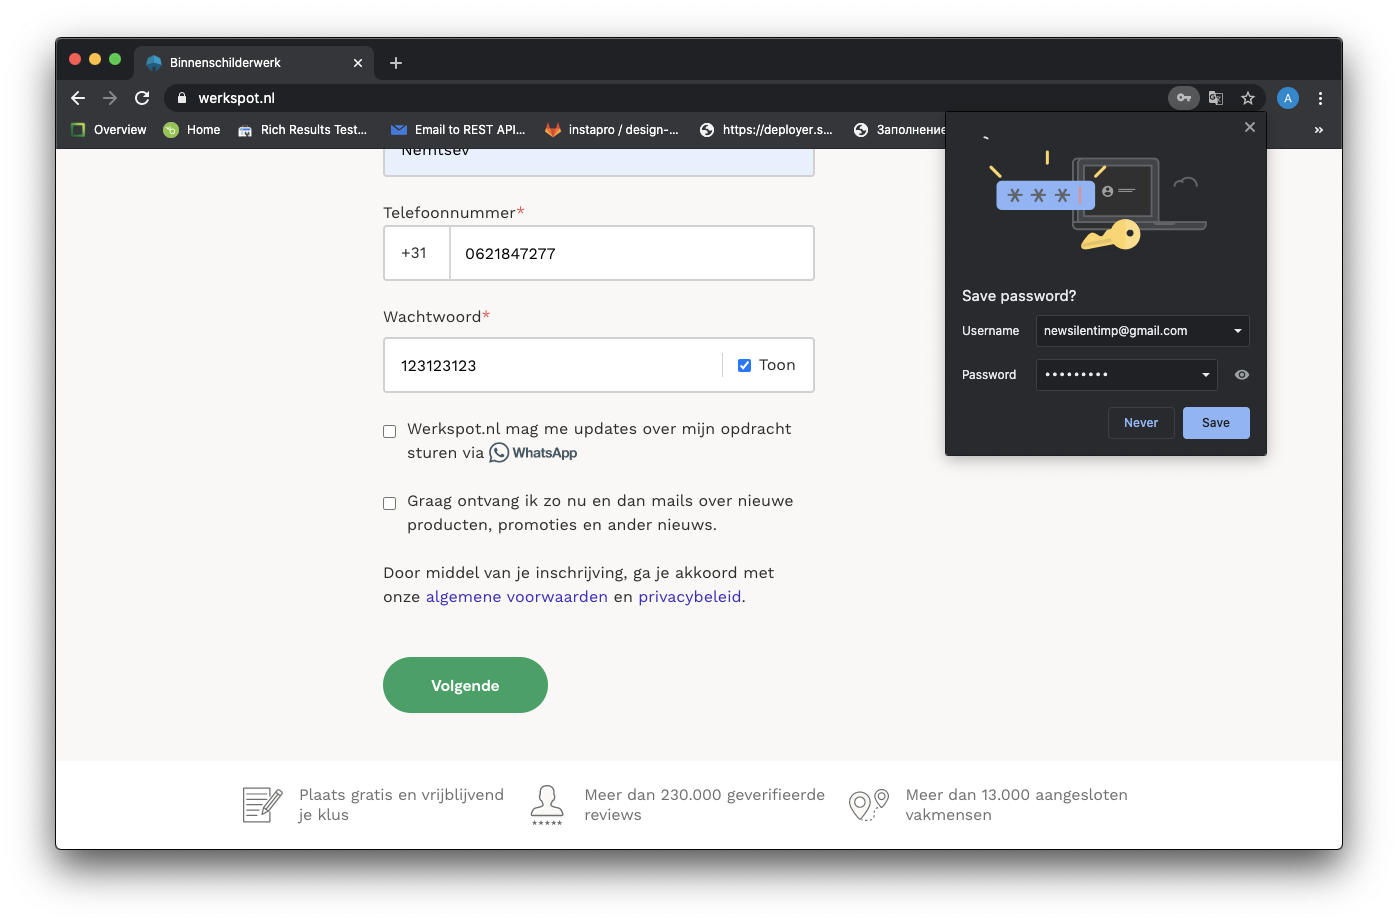 Binnenschilderwerk
werkspot.nl
A
Overview
Home
Rich Results Test...
Email to REST API...
instapro / design-...
https://deployer.s...
Заполнение
»
Nemtsev
Telefoonnummer*
+31
0621847277
Wachtwoord*
123123123
Toon
Werkspot.nl mag me updates over mijn opdracht
sturen via WhatsApp
Graag ontvang ik zo nu en dan mails over nieuwe
producten, promoties en ander nieuws.
Door middel van je inschrijving, ga je akkoord met
onze algemene voorwaarden en privacybeleid.
Volgende
Plaats gratis en vrijblijvend
je klus
Meer dan 230.000 geverifieerde
reviews
Meer dan 13.000 aangesloten
vakmensen
* * *
Save password?
Username
newsilentimp@gmail.com
Password
•••••••••
Never
Save